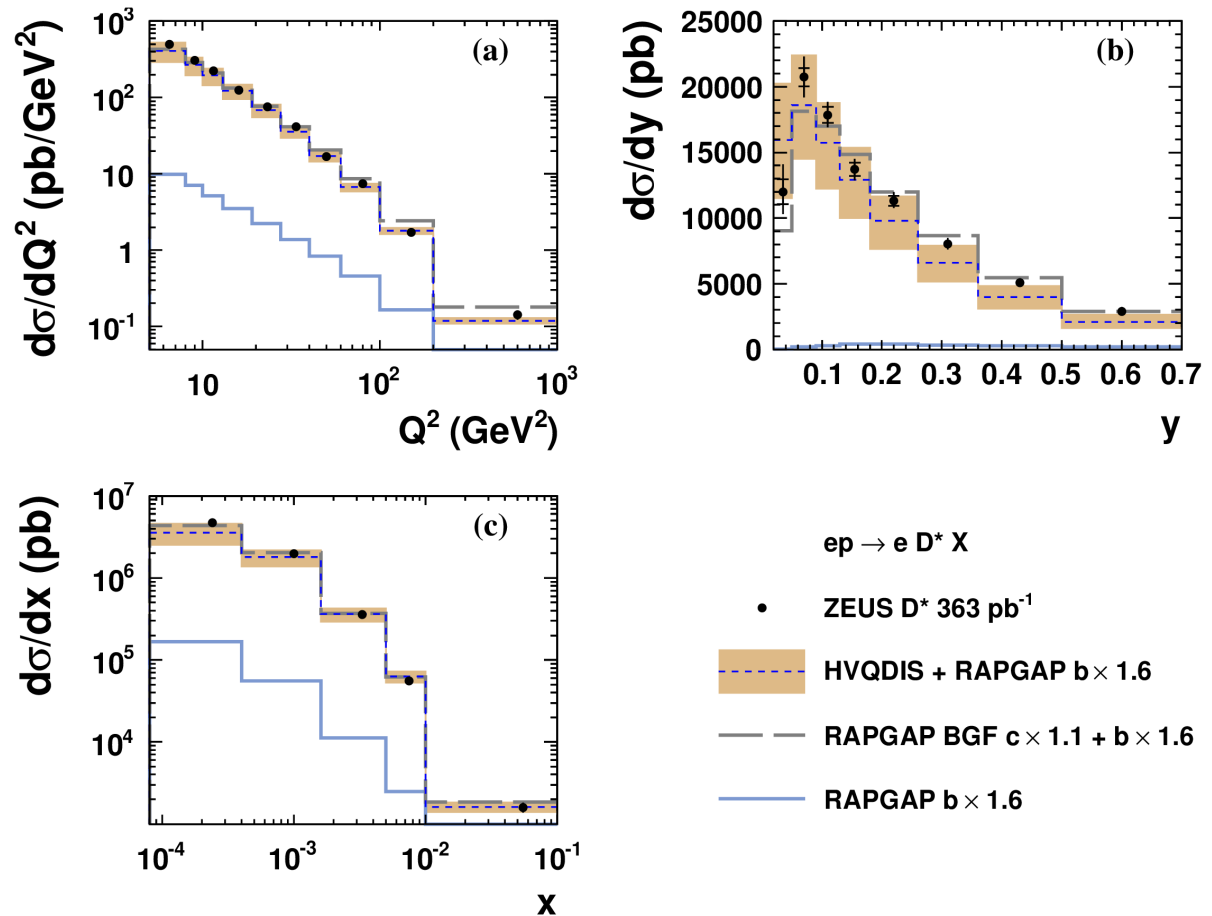 dσ/dQ² (pb/GeV²)
10³
10²
10
1
10⁻¹
(a)
10
10²
10³
Q² (GeV²)
dσ/dy (pb)
25000
20000
15000
10000
5000
0
(b)
0.1 0.2 0.3 0.4 0.5 0.6 0.7
y
dσ/dx (pb)
10⁷
10⁶
10⁵
10⁴
(c)
10⁻⁴ 10⁻³ 10⁻² 10⁻¹
x
ep → e D* X
ZEUS D* 363 pb⁻¹
HVQDIS + RAPGAP b × 1.6
RAPGAP BGF c × 1.1 + b × 1.6
RAPGAP b × 1.6